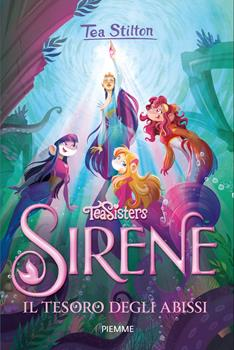 Tea Stilton
TeaSisters
SIRENE
IL TESORO DEGLI ABISSI
PIEMME